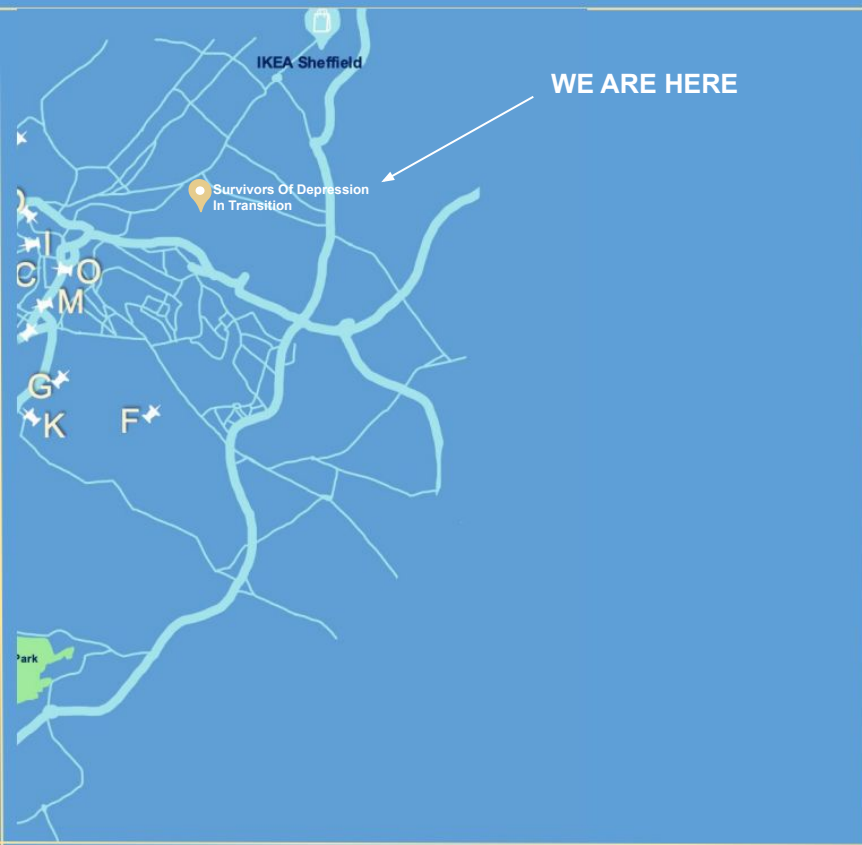 IKEA Sheffield
WE ARE HERE
Survivors Of Depression
In Transition
I
C
O
M
G
K
F
Park